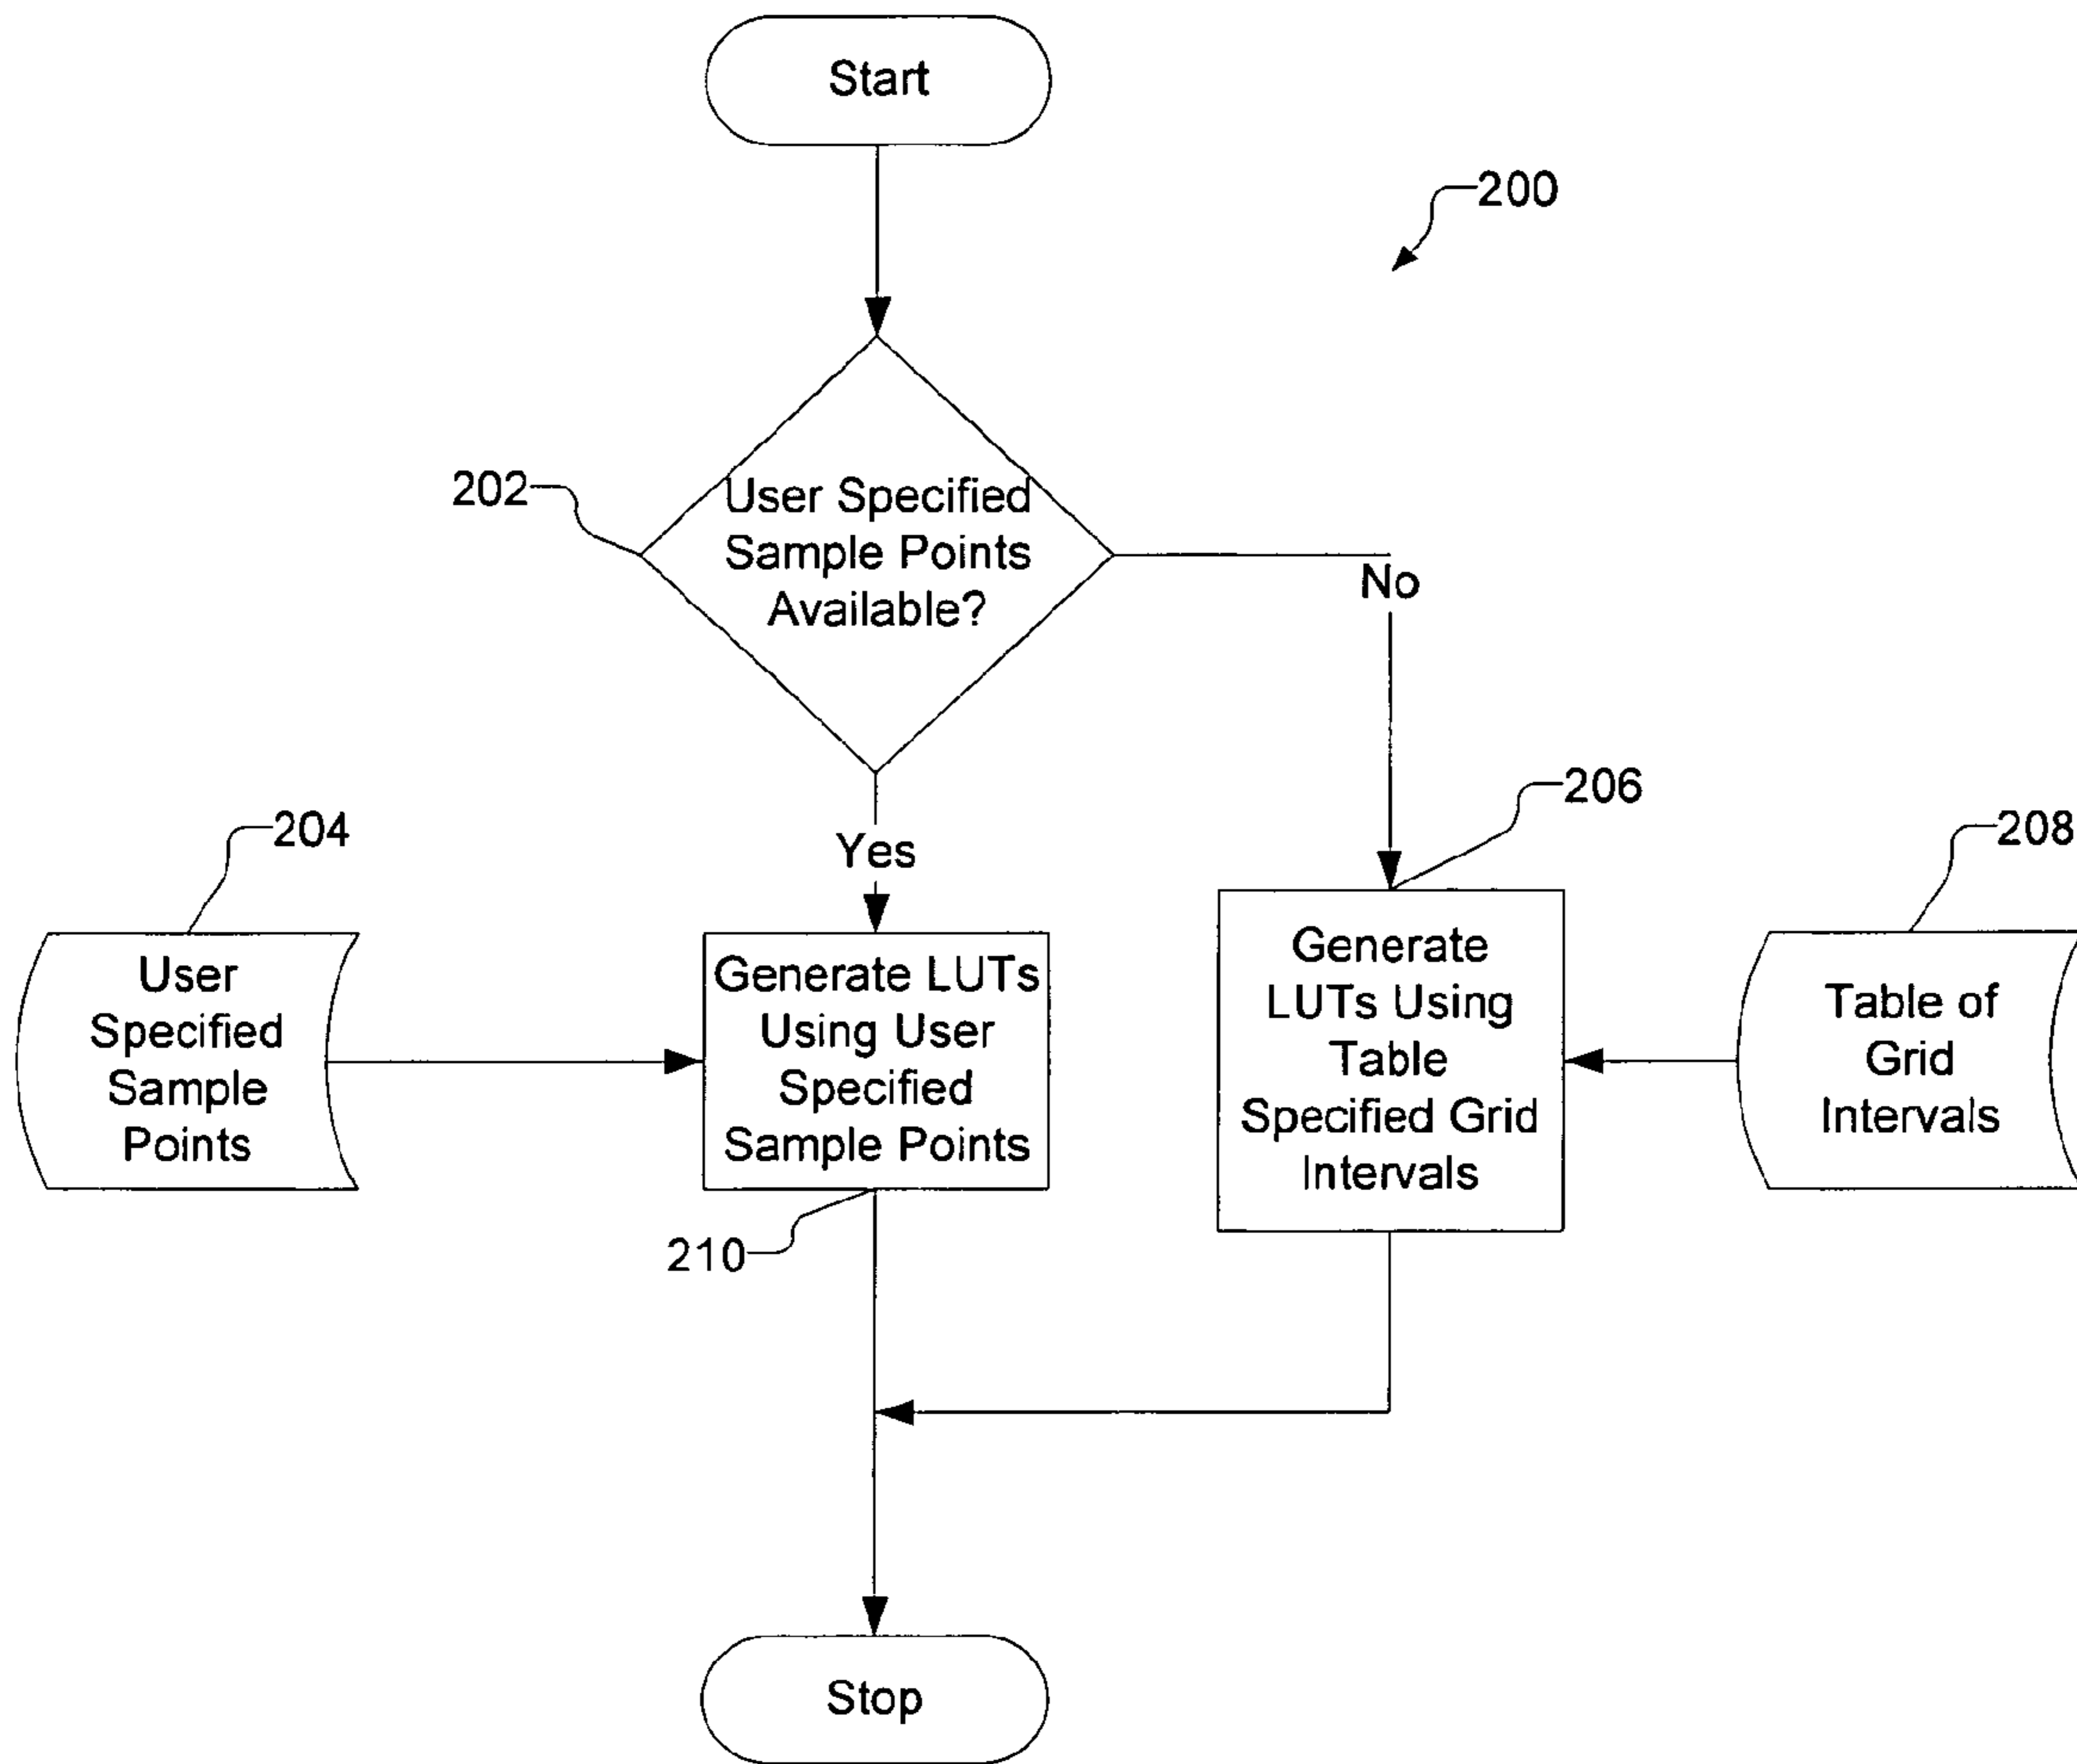 Start
200
202
User Specified
Sample Points
Available?
No
Yes
204
User
Specified
Sample
Points
Generate LUTs
Using User
Specified
Sample Points
210
206
Generate
LUTs Using
Table
Specified Grid
Intervals
208
Table of
Grid
Intervals
Stop